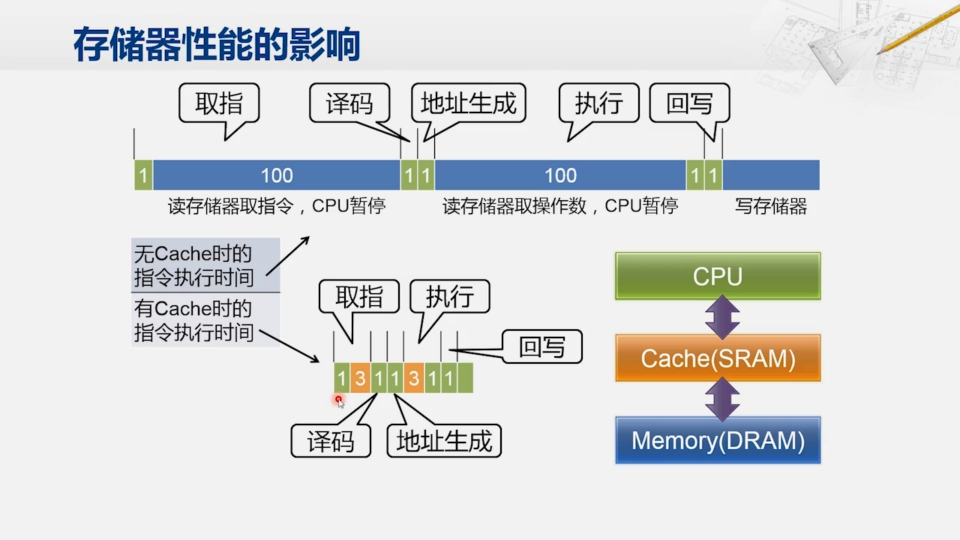 存储器性能的影响
取指
译码
地址生成
执行
回写
1 100 1 1 100 1 1
读存储器取指令，CPU暂停
读存储器取操作数，CPU暂停
写存储器
无Cache时的
指令执行时间
有Cache时的
指令执行时间
取指
执行
回写
1 3 1 1 3 1 1
译码
地址生成
CPU
Cache(SRAM)
Memory(DRAM)